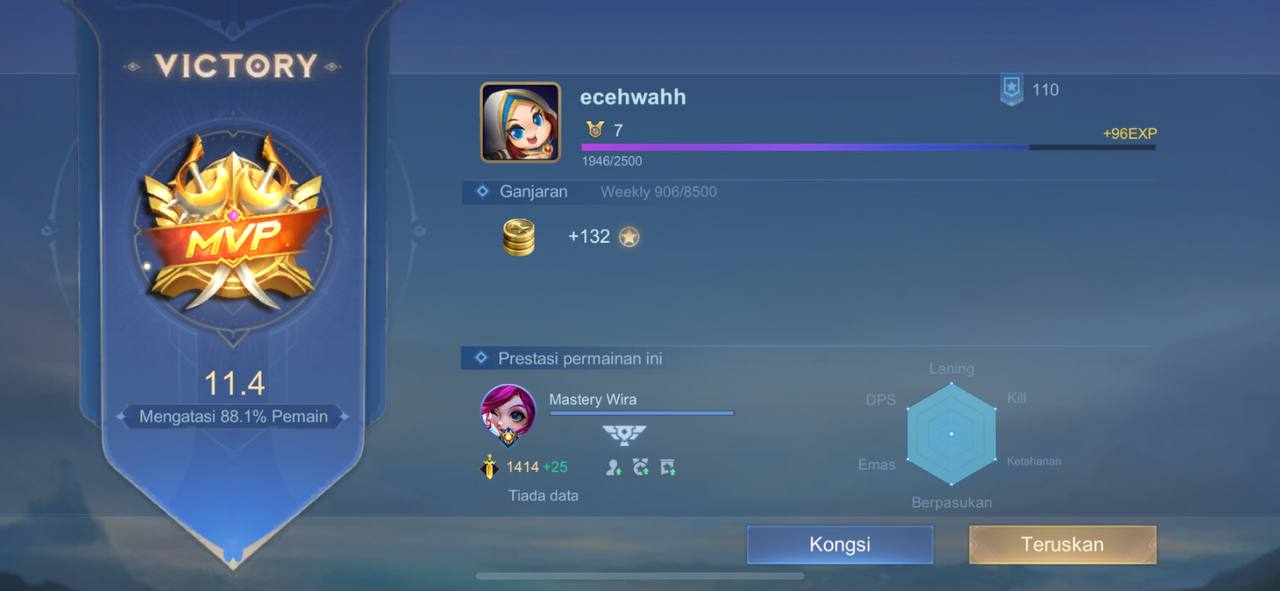 VICTORY
MVP
11.4
Mengatasi 88.1% Pemain
ecehwahh
110
7
+96EXP
1946/2500
Ganjaran
Weekly 906/8500
+132
Prestasi permainan ini
Mastery Wira
1414 +25
Tiada data
Laning
DPS
Kill
Emas
Ketahanan
Berpasukan
Kongsi
Teruskan